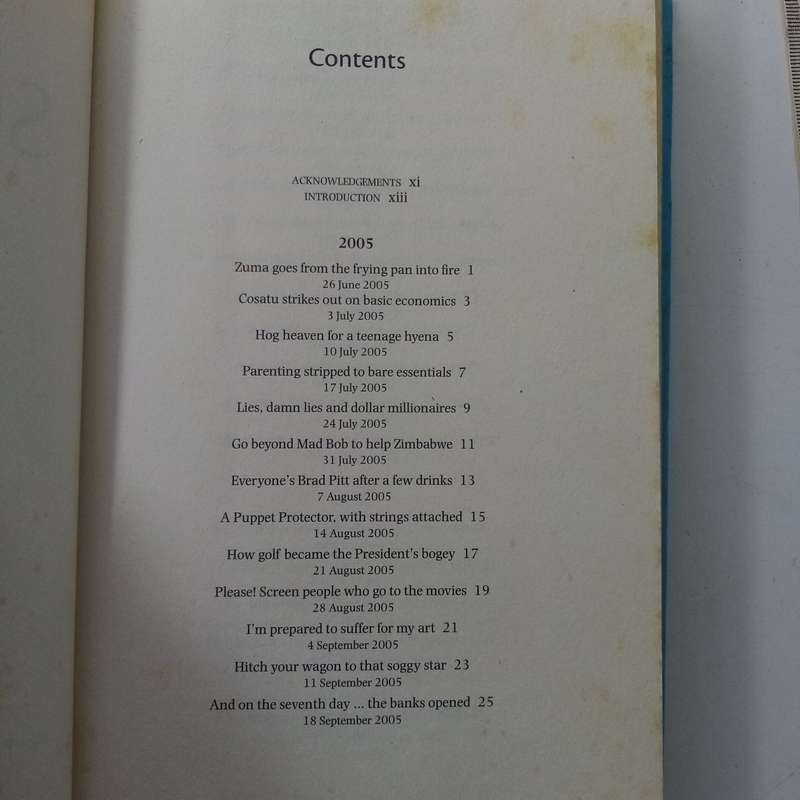 Contents
ACKNOWLEDGEMENTS xi
INTRODUCTION xiii
2005
Zuma goes from the frying pan into fire 1
26 June 2005
Cosatu strikes out on basic economics 3
3 July 2005
Hog heaven for a teenage hyena 5
10 July 2005
Parenting stripped to bare essentials 7
17 July 2005
Lies, damn lies and dollar millionaires 9
24 July 2005
Go beyond Mad Bob to help Zimbabwe 11
31 July 2005
Everyone's Brad Pitt after a few drinks 13
7 August 2005
A Puppet Protector, with strings attached 15
14 August 2005
How golf became the President's bogey 17
21 August 2005
Please! Screen people who go to the movies 19
28 August 2005
I'm prepared to suffer for my art 21
4 September 2005
Hitch your wagon to that soggy star 23
11 September 2005
And on the seventh day ... the banks opened 25
18 September 2005